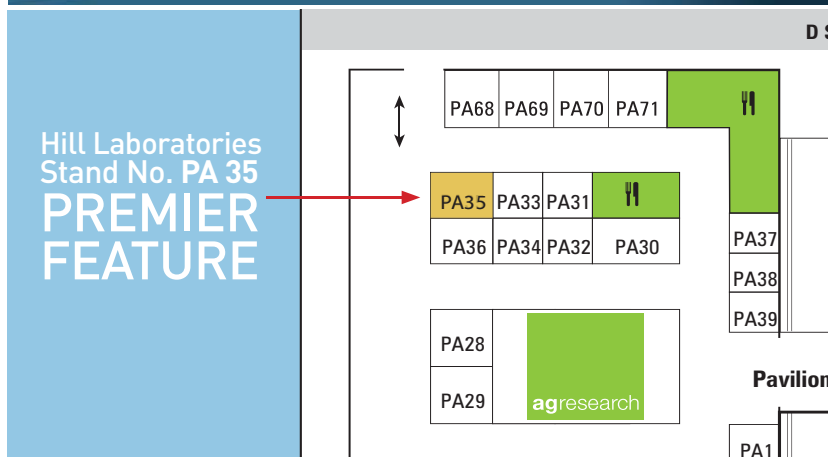 D S
Hill Laboratories
Stand No. PA 35
PREMIER
FEATURE
PA68 PA69 PA70 PA71
PA35 PA33 PA31
PA36 PA34 PA32 PA30
PA37
PA38
PA39
PA28
PA29
agresearch
Pavilion
PA1